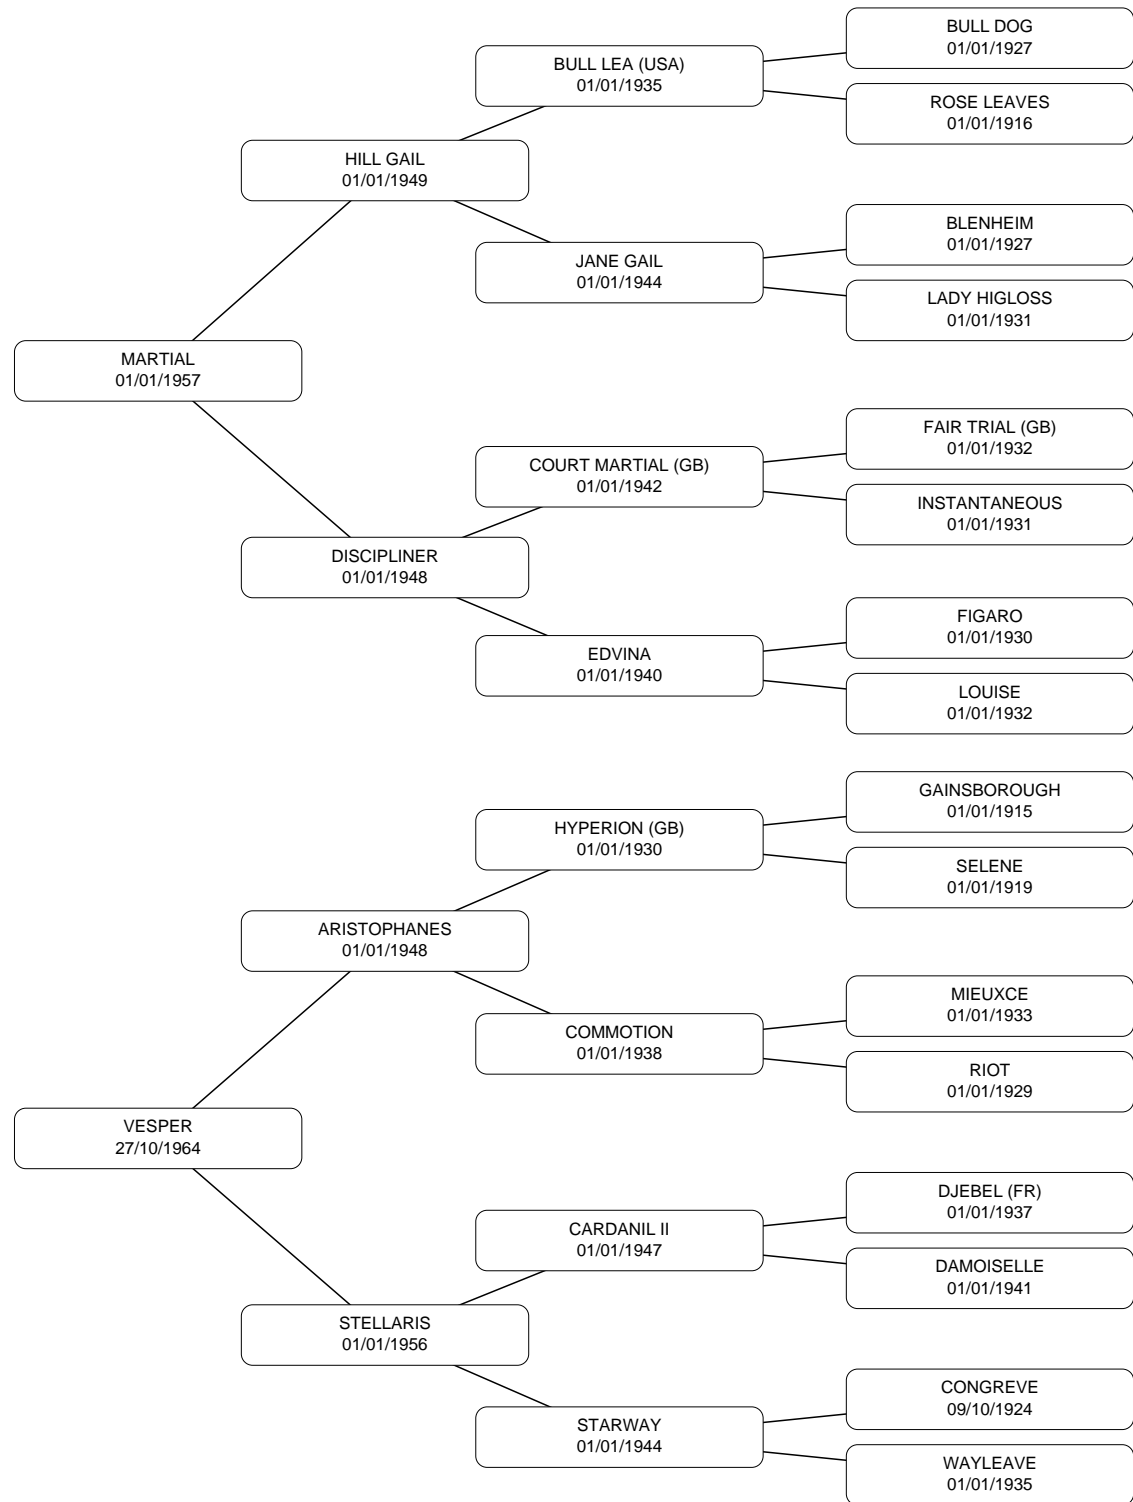 BULL DOG
01/01/1927
BULL LEA (USA)
01/01/1935
ROSE LEAVES
01/01/1916
HILL GAIL
01/01/1949
BLENHEIM
01/01/1927
JANE GAIL
01/01/1944
LADY HIGLOSS
01/01/1931
MARTIAL
01/01/1957
FAIR TRIAL (GB)
01/01/1932
COURT MARTIAL (GB)
01/01/1942
INSTANTANEOUS
01/01/1931
DISCIPLINER
01/01/1948
FIGARO
01/01/1930
EDVINA
01/01/1940
LOUISE
01/01/1932
GAINSBOROUGH
01/01/1915
HYPERION (GB)
01/01/1930
SELENE
01/01/1919
ARISTOPHANES
01/01/1948
MIEUXCE
01/01/1933
COMMOTION
01/01/1938
RIOT
01/01/1929
VESPER
27/10/1964
DJEBEL (FR)
01/01/1937
CARDANIL II
01/01/1947
DAMOISELLE
01/01/1941
STELLARIS
01/01/1956
CONGREVE
09/10/1924
STARWAY
01/01/1944
WAYLEAVE
01/01/1935